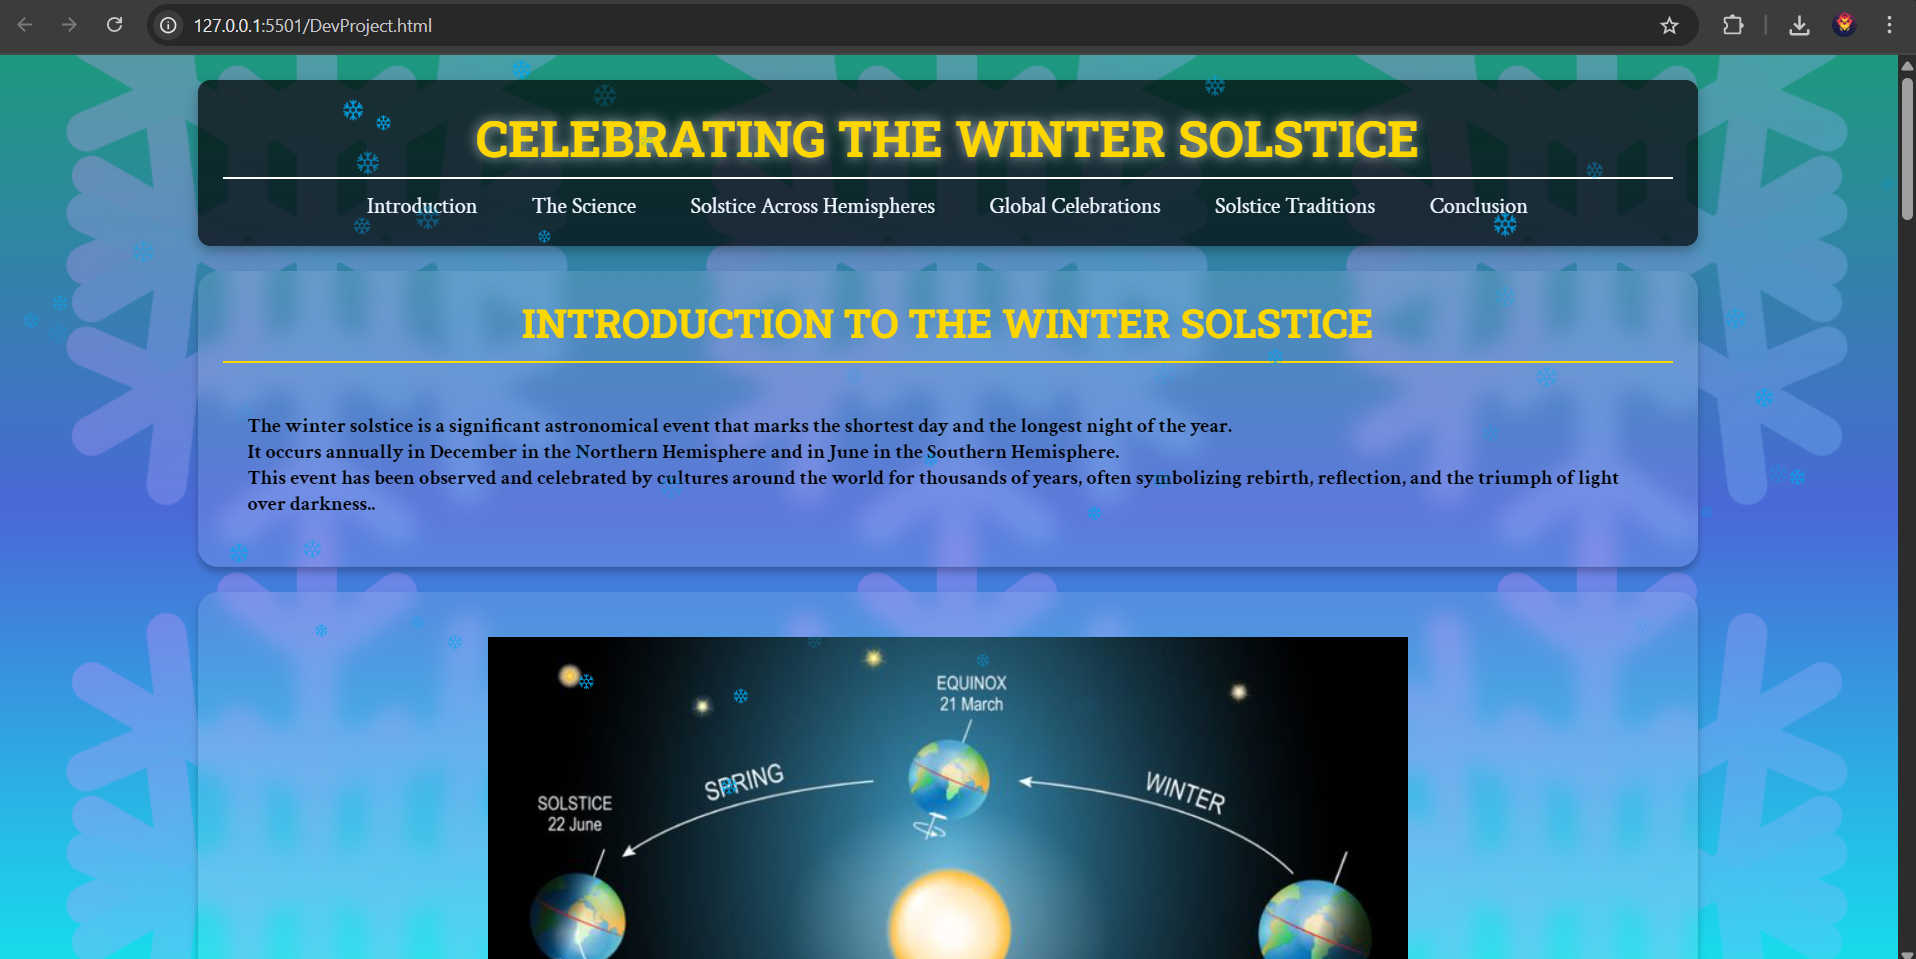 127.0.0.1:5501/DevProject.html
CELEBRATING THE WINTER SOLSTICE
Introduction The Science Solstice Across Hemispheres Global Celebrations Solstice Traditions Conclusion
INTRODUCTION TO THE WINTER SOLSTICE
The winter solstice is a significant astronomical event that marks the shortest day and the longest night of the year.
It occurs annually in December in the Northern Hemisphere and in June in the Southern Hemisphere.
This event has been observed and celebrated by cultures around the world for thousands of years, often symbolizing rebirth, reflection, and the triumph of light
over darkness..
EQUINOX
21 March
SPRING
WINTER
SOLSTICE
22 June